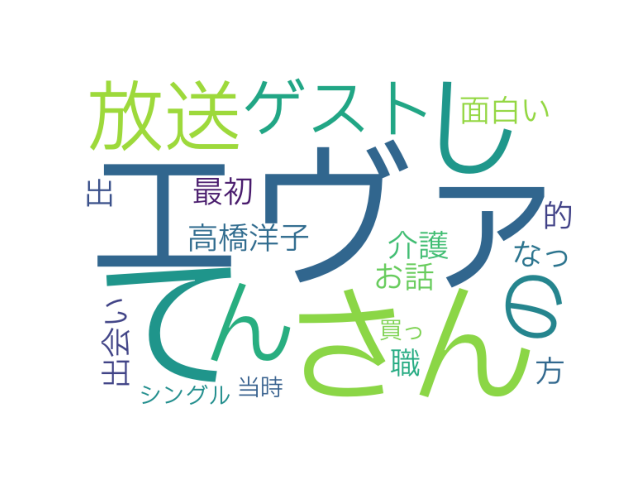 放送
ゲスト
し
面白い
エヴァ
出
最初
的
高橋洋子
介護
なっ
て
ん
さん
お話
の
出会い
買っ
職
方
シングル
当時